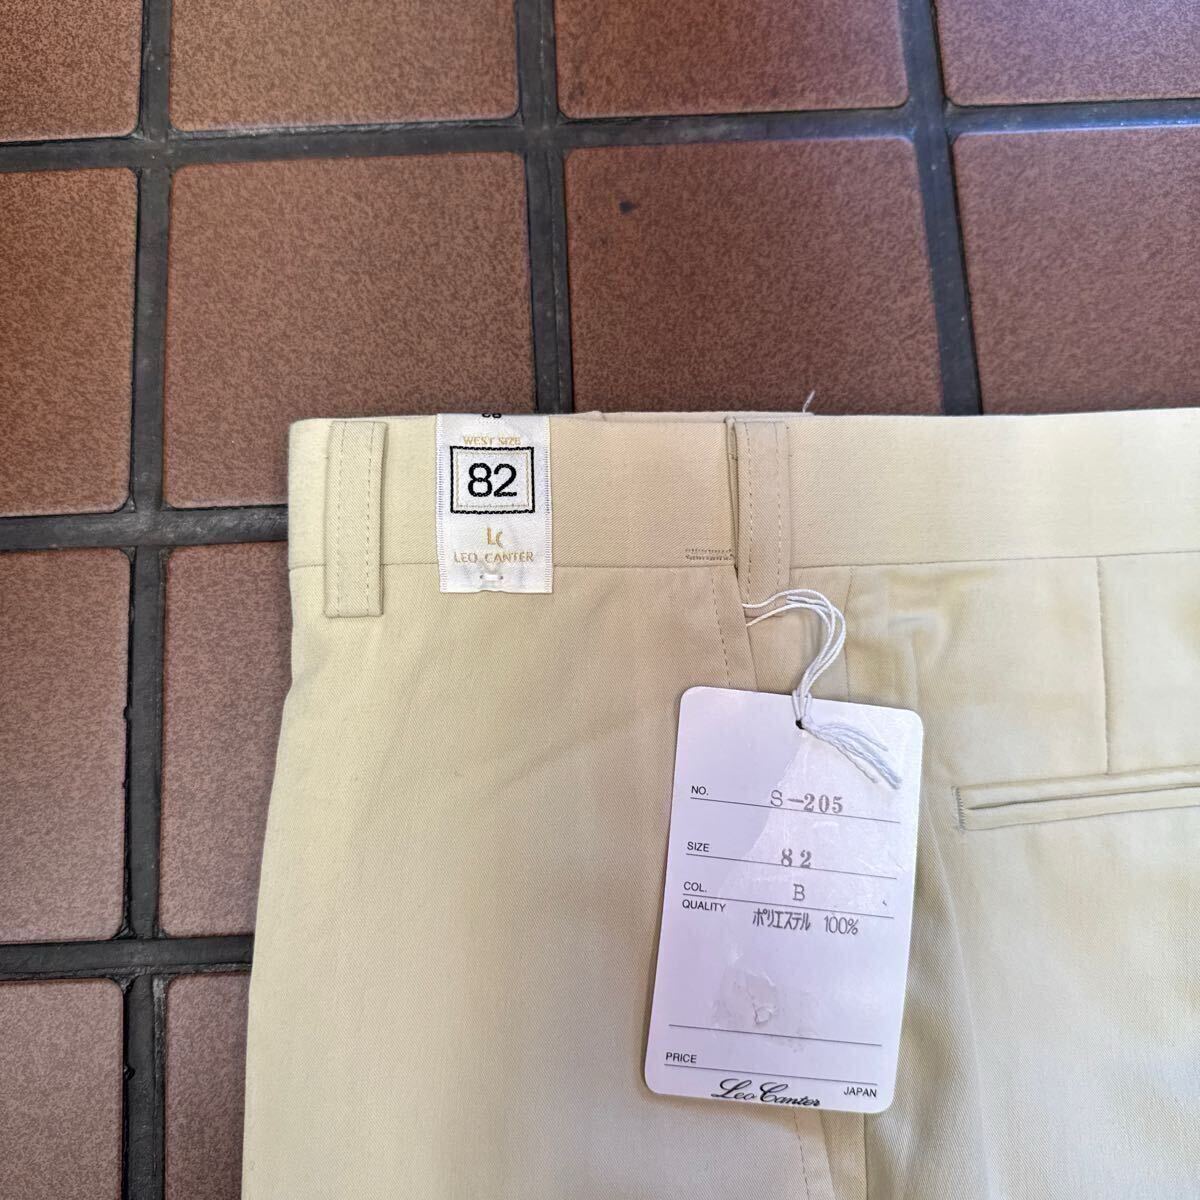 WEST SIZE
82
Lc
LEO CANTER
NO. S-205
SIZE 82
COL. B
QUALITY ポリエステル 100%
PRICE
Leo Canter JAPAN